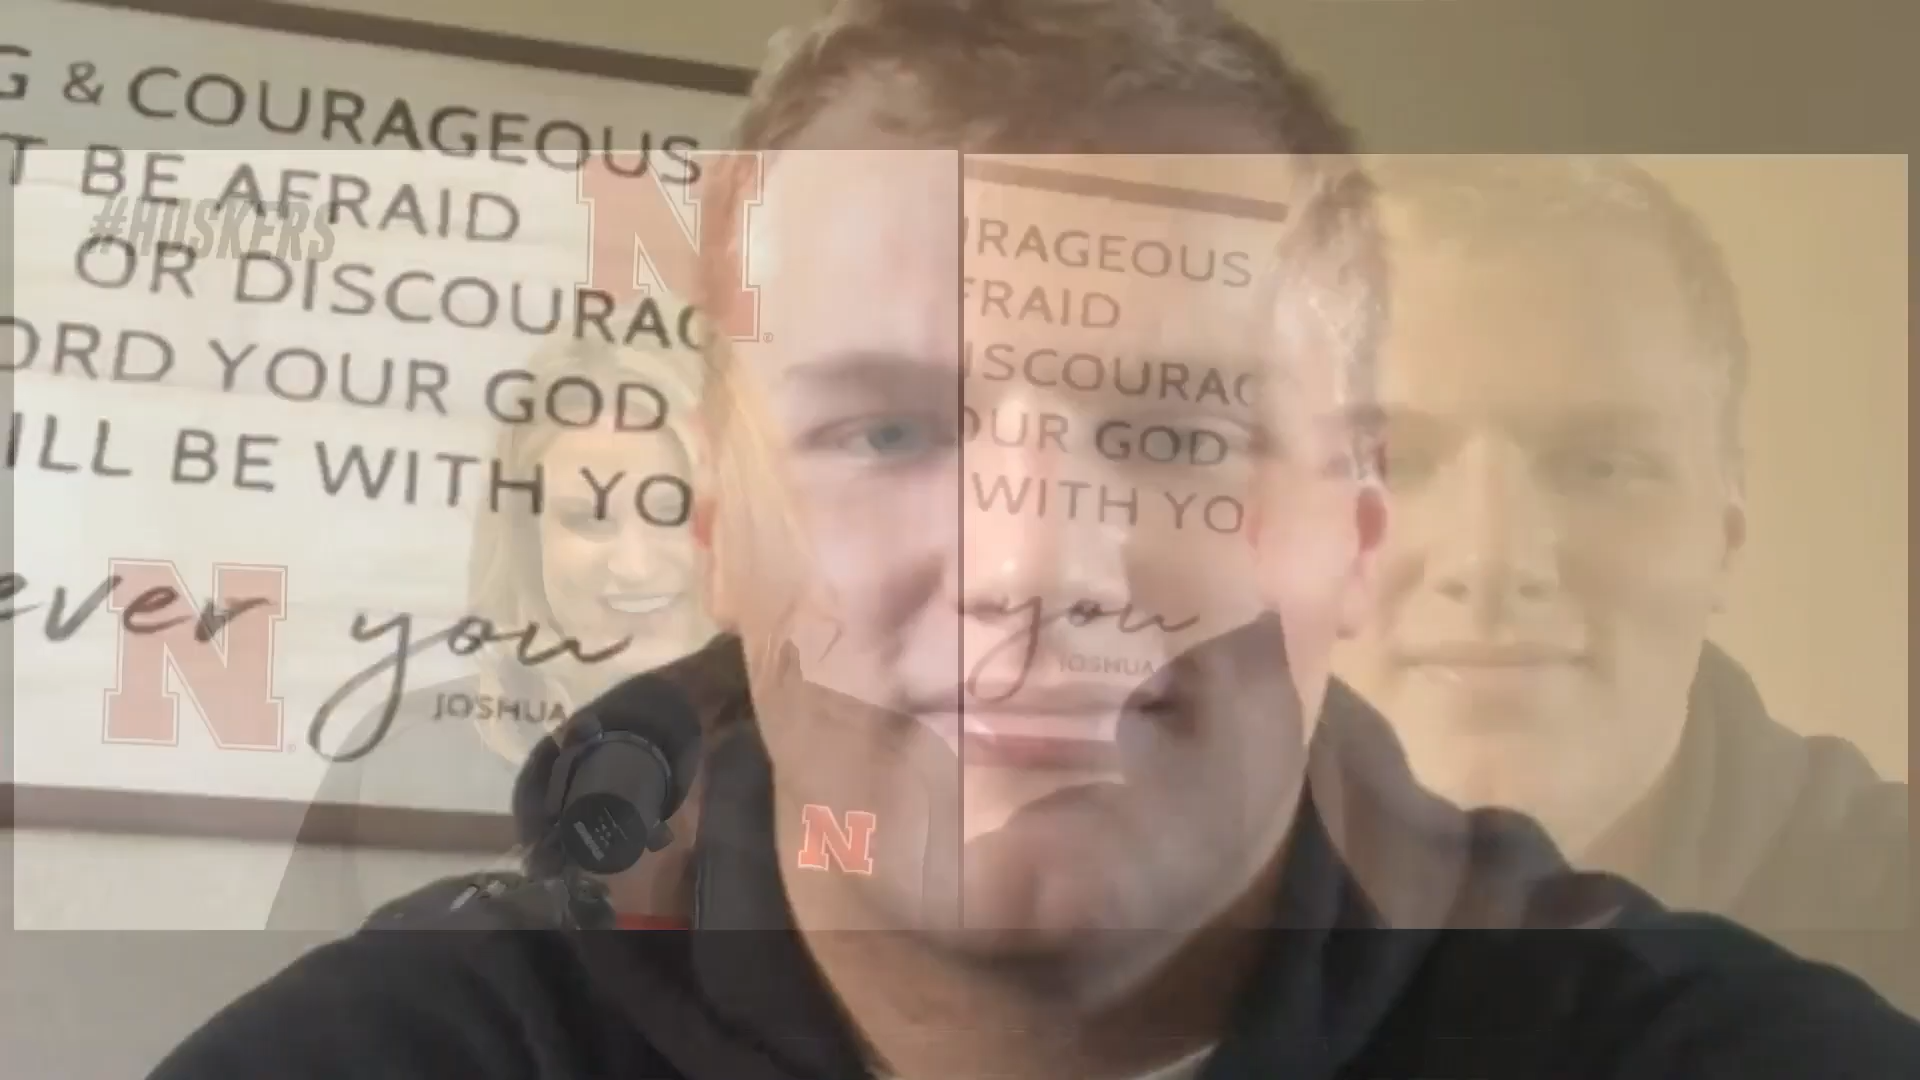 G & COURAGEOUS
T BE AFRAID
#HUSKERS
OR DISCOURAG
ORD YOUR GOD
ILL BE WITH YO
ever you
JOSHUA
N
N
N
RAGEOUS
FRAID
ISCOURAG
OUR GOD
WITH YO
you
JOSHUA